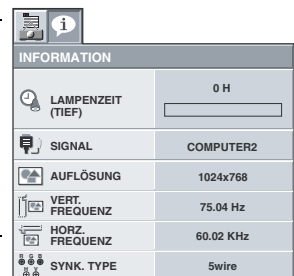 INFORMATION
LAMPENZEIT
(TIEF)
0 H
SIGNAL
COMPUTER2
AUFLÖSUNG
1024x768
VERT.
FREQUENZ
75.04 Hz
HORZ.
FREQUENZ
60.02 KHz
SYNK. TYPE
5wire